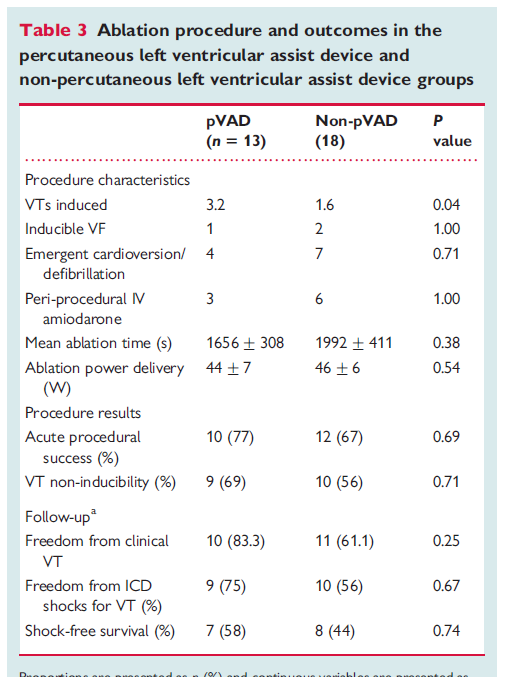 Table 3 Ablation procedure and outcomes in the
percutaneous left ventricular assist device and
non-percutaneous left ventricular assist device groups
pVAD Non-pVAD P
(n = 13) (18) value
Procedure characteristics
VTs induced 3.2 1.6 0.04
Inducible VF 1 2 1.00
Emergent cardioversion/ 4 7 0.71
defibrillation
Peri-procedural IV 3 6 1.00
amiodarone
Mean ablation time (s) 1656 ± 308 1992 ± 411 0.38
Ablation power delivery 44 ± 7 46 ± 6 0.54
(W)
Procedure results
Acute procedural 10 (77) 12 (67) 0.69
success (%)
VT non-inducibility (%) 9 (69) 10 (56) 0.71
Follow-upᵃ
Freedom from clinical 10 (83.3) 11 (61.1) 0.25
VT
Freedom from ICD 9 (75) 10 (56) 0.67
shocks for VT (%)
Shock-free survival (%) 7 (58) 8 (44) 0.74
Proportions are presented as n (%) and continuous variables are presented as